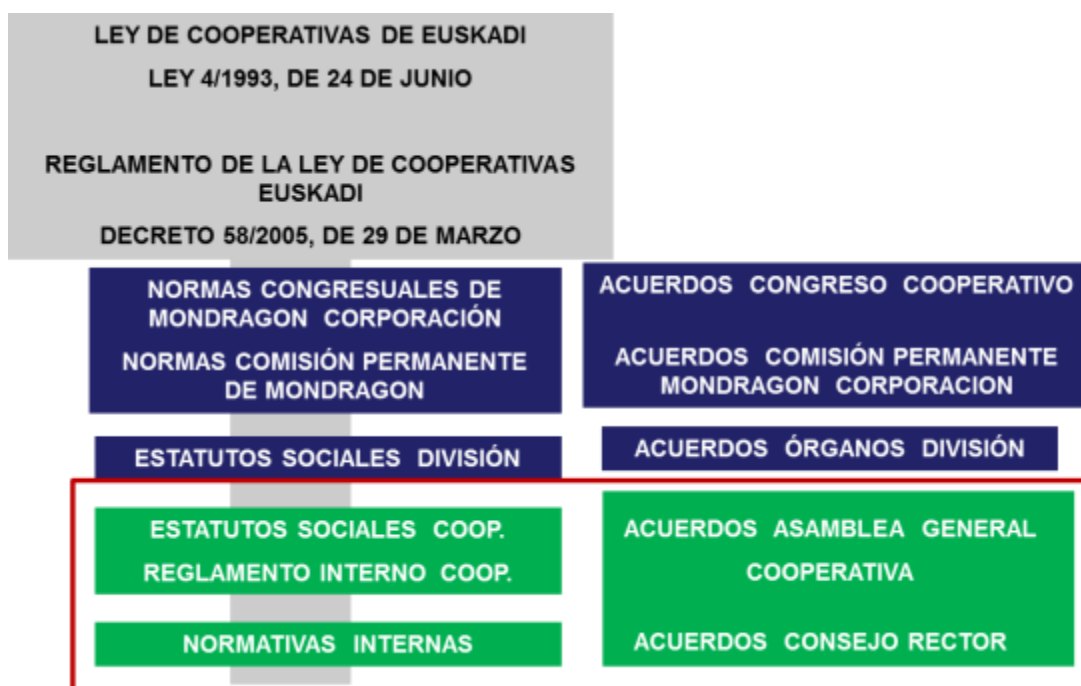 LEY DE COOPERATIVAS DE EUSKADI
LEY 4/1993, DE 24 DE JUNIO
REGLAMENTO DE LA LEY DE COOPERATIVAS
EUSKADI
DECRETO 58/2005, DE 29 DE MARZO
NORMAS CONGRESUALES DE
MONDRAGON CORPORACIÓN
NORMAS COMISIÓN PERMANENTE
DE MONDRAGON
ACUERDOS CONGRESO COOPERATIVO
ACUERDOS COMISIÓN PERMANENTE
MONDRAGON CORPORACION
ESTATUTOS SOCIALES DIVISIÓN
ACUERDOS ÓRGANOS DIVISIÓN
ESTATUTOS SOCIALES COOP.
REGLAMENTO INTERNO COOP.
NORMATIVAS INTERNAS
ACUERDOS ASAMBLEA GENERAL
COOPERATIVA
ACUERDOS CONSEJO RECTOR